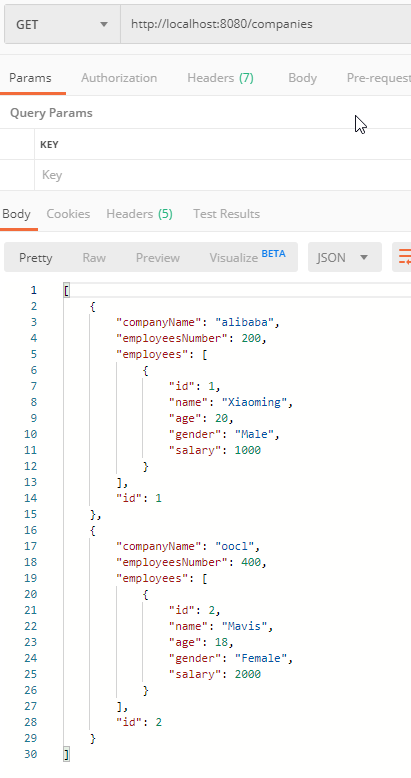 GET http://localhost:8080/companies
Params Authorization Headers (7) Body Pre-request
Query Params
KEY
Key
Body Cookies Headers (5) Test Results
Pretty Raw Preview Visualize BETA JSON
1 [
2 {
3 "companyName": "alibaba",
4 "employeesNumber": 200,
5 "employees": [
6 {
7 "id": 1,
8 "name": "Xiaoming",
9 "age": 20,
10 "gender": "Male",
11 "salary": 1000
12 }
13 ],
14 "id": 1
15 },
16 {
17 "companyName": "oocl",
18 "employeesNumber": 400,
19 "employees": [
20 {
21 "id": 2,
22 "name": "Mavis",
23 "age": 18,
24 "gender": "Female",
25 "salary": 2000
26 }
27 ],
28 "id": 2
29 }
30 ]